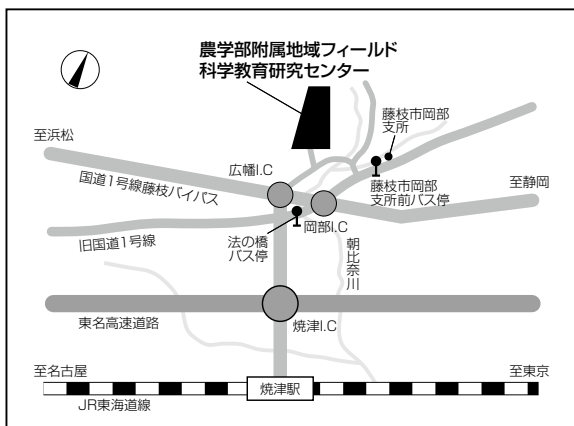 農学部附属地域フィールド
科学教育研究センター
藤枝市岡部
支所
至浜松
広幡I.C
国道1号線藤枝バイパス
藤枝市岡部
支所前バス停
至静岡
旧国道1号線
法の橋
バス停
岡部I.C
朝比奈川
東名高速道路
焼津I.C
至名古屋
焼津駅
至東京
JR東海道線